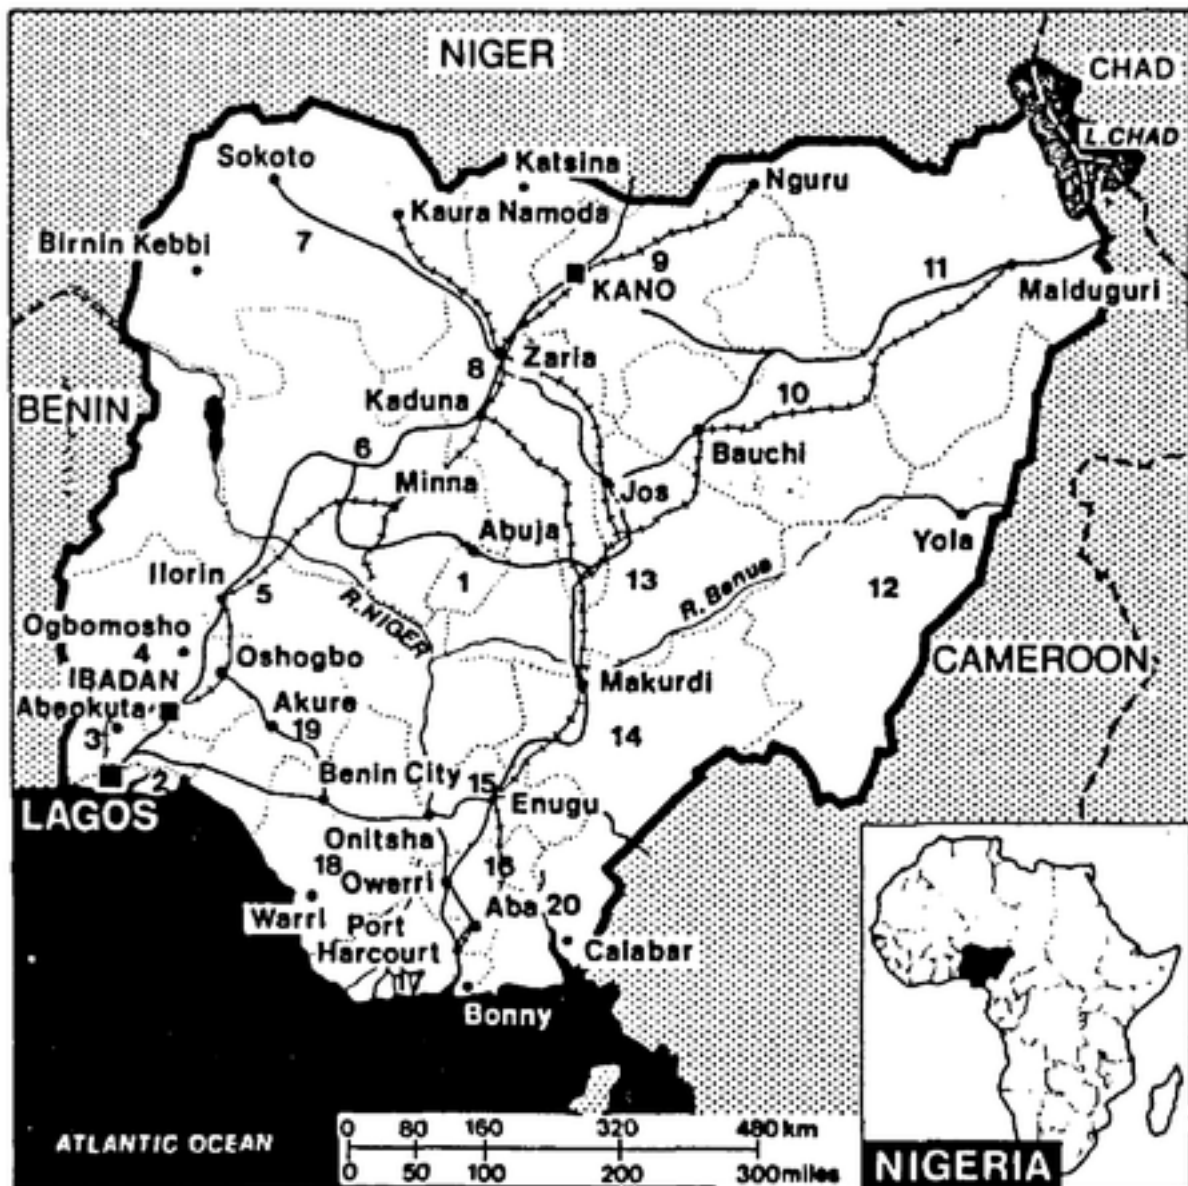 NIGER
CHAD
L.CHAD
Sokoto
Katsina
Nguru
Kaura Namoda
Birnin Kebbi
7
9
11
KANO
Maiduguri
8
Zaria
BENIN
Kaduna
10
6
Bauchi
Minna
Jos
Abuja
Yola
Ilorin
5
1
13
12
R. Benue
R. NIGER
Ogbomosho
4
Oshogbo
CAMEROON
IBADAN
Makurdi
Abeokuta
Akure
3
19
14
2
Benin City
15
Enugu
LAGOS
Onitsha
18
16
Owerri
Warri
Aba
20
Port
Harcourt
Calabar
17
Bonny
ATLANTIC OCEAN
0 80 160 320 480 km
0 50 100 200 300miles
NIGERIA